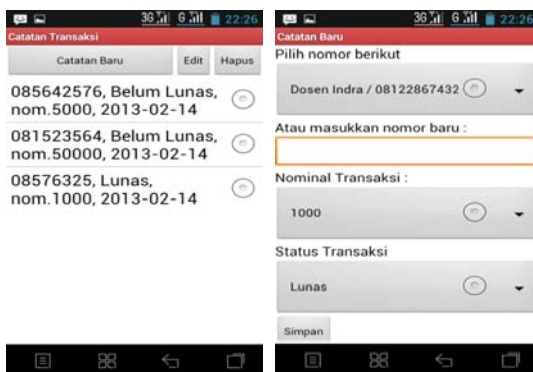 3G G 22:26
Catatan Transaksi
Catatan Baru Edit Hapus
085642576, Belum Lunas,
nom.5000, 2013-02-14
081523564, Belum Lunas,
nom.50000, 2013-02-14
08576325, Lunas,
nom.1000, 2013-02-14
3G G 22:26
Catatan Baru
Pilih nomor berikut
Dosen Indra / 08122867432
Atau masukkan nomor baru :
Nominal Transaksi :
1000
Status Transaksi
Lunas
Simpan